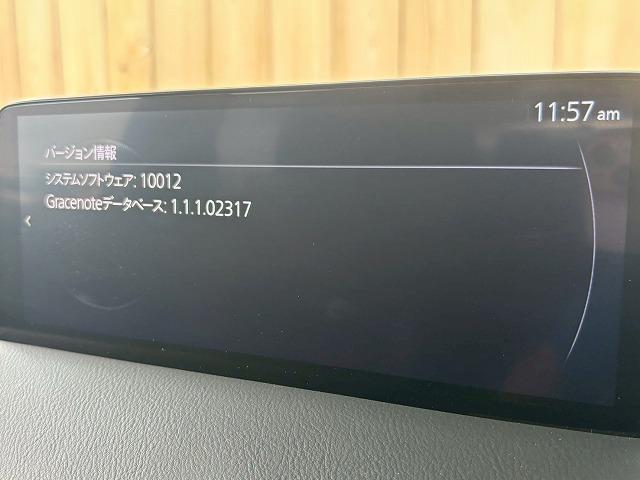 11:57 am
バージョン情報
システムソフトウェア: 10012
Gracenoteデータベース: 1.1.1.02317